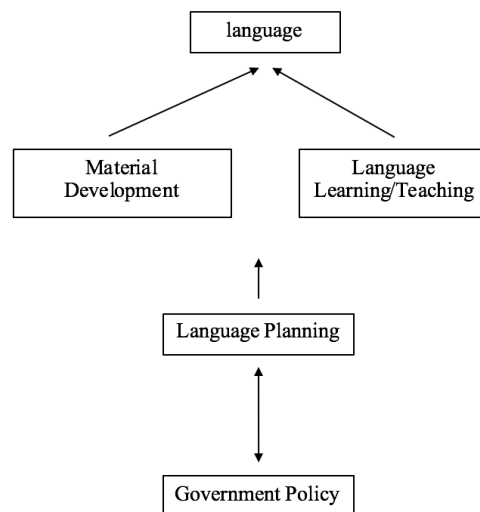 language
Material
Development
Language
Learning/Teaching
Language Planning
Government Policy